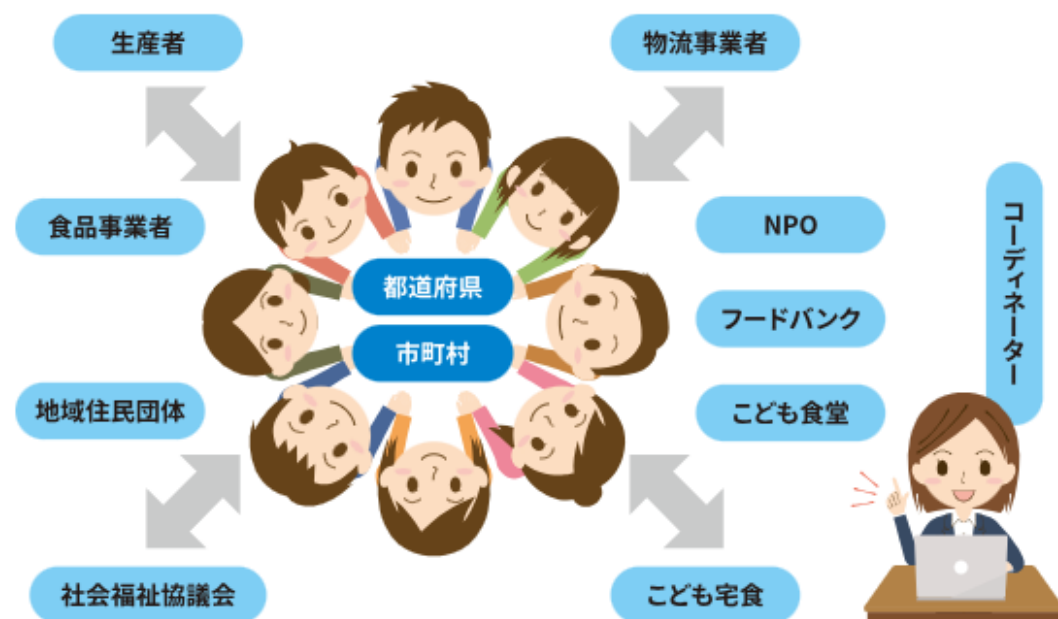 生産者
物流事業者
食品事業者
NPO
都道府県
フードバンク
市町村
地域住民団体
こども食堂
社会福祉協議会
こども宅食
コーディネーター